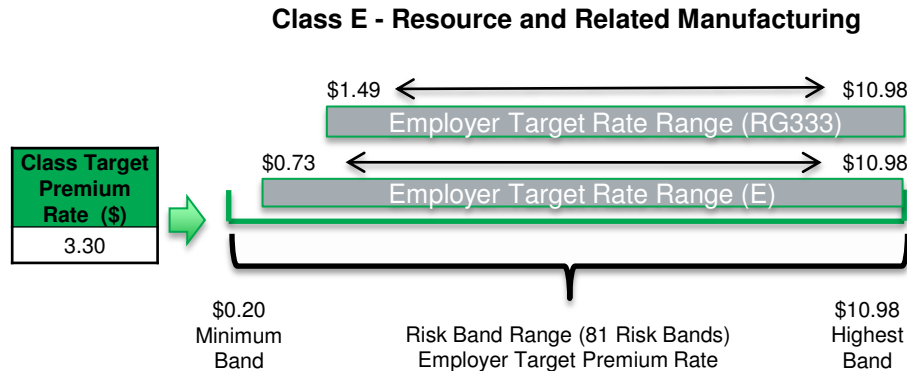 Class E - Resource and Related Manufacturing
$1.49 $10.98
Employer Target Rate Range (RG333)
$0.73 $10.98
Employer Target Rate Range (E)
Class Target
Premium
Rate ($)
3.30
$0.20
Minimum
Band
Risk Band Range (81 Risk Bands)
Employer Target Premium Rate
$10.98
Highest
Band